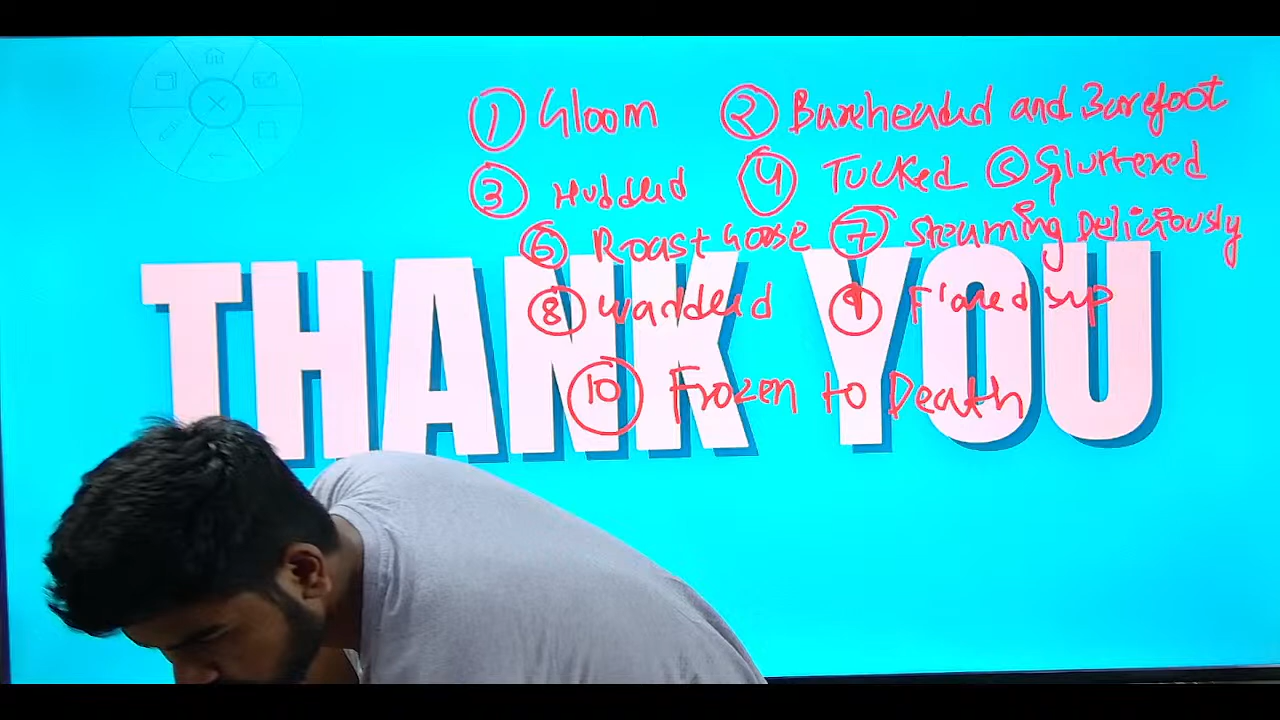 ① Gloom ② Bareheaded and Barefoot
③ Huddled ④ Tucked ⑤ Spluttered
⑥ Roast Goose ⑦ Steaming Deliciously
⑧ Waddled ⑨ Flared up
⑩ Frozen to Death
THANK YOU